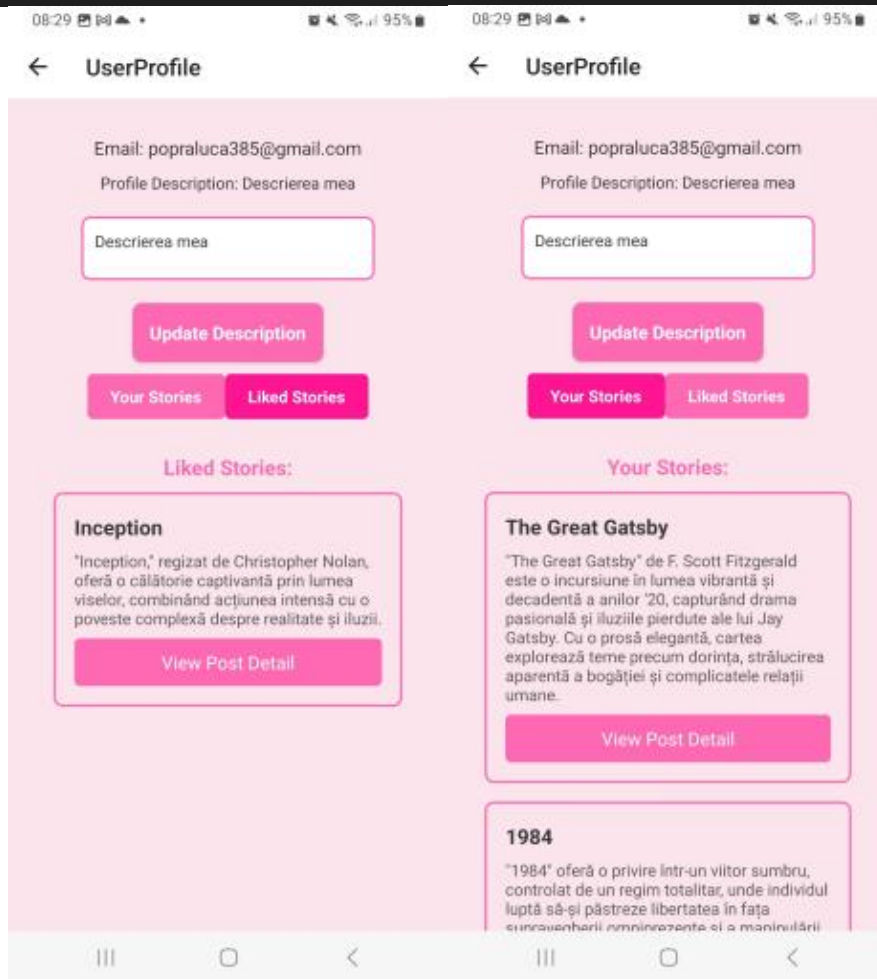 08:29
95%
UserProfile
Email: popraluca385@gmail.com
Profile Description: Descrierea mea
Descrierea mea
Update Description
Your Stories
Liked Stories
Liked Stories:
Inception
"Inception," regizat de Christopher Nolan,
oferă o călătorie captivantă prin lumea
viselor, combinând acțiunea intensă cu o
poveste complexă despre realitate și iluzii.
View Post Detail
08:29
95%
UserProfile
Email: popraluca385@gmail.com
Profile Description: Descrierea mea
Descrierea mea
Update Description
Your Stories
Liked Stories
Your Stories:
The Great Gatsby
"The Great Gatsby" de F. Scott Fitzgerald
este o incursiune în lumea vibrantă și
decadentă a anilor '20, capturând drama
pasională și iluziile pierdute ale lui Jay
Gatsby. Cu o prosă elegantă, cartea
explorează teme precum dorința, strălucirea
aparentă a bogăției și complicatele relații
umane.
View Post Detail
1984
"1984" oferă o privire într-un viitor sumbru,
controlat de un regim totalitar, unde individul
luptă să-și păstreze libertatea în fața
supravegherii omniprezente și a manipulării